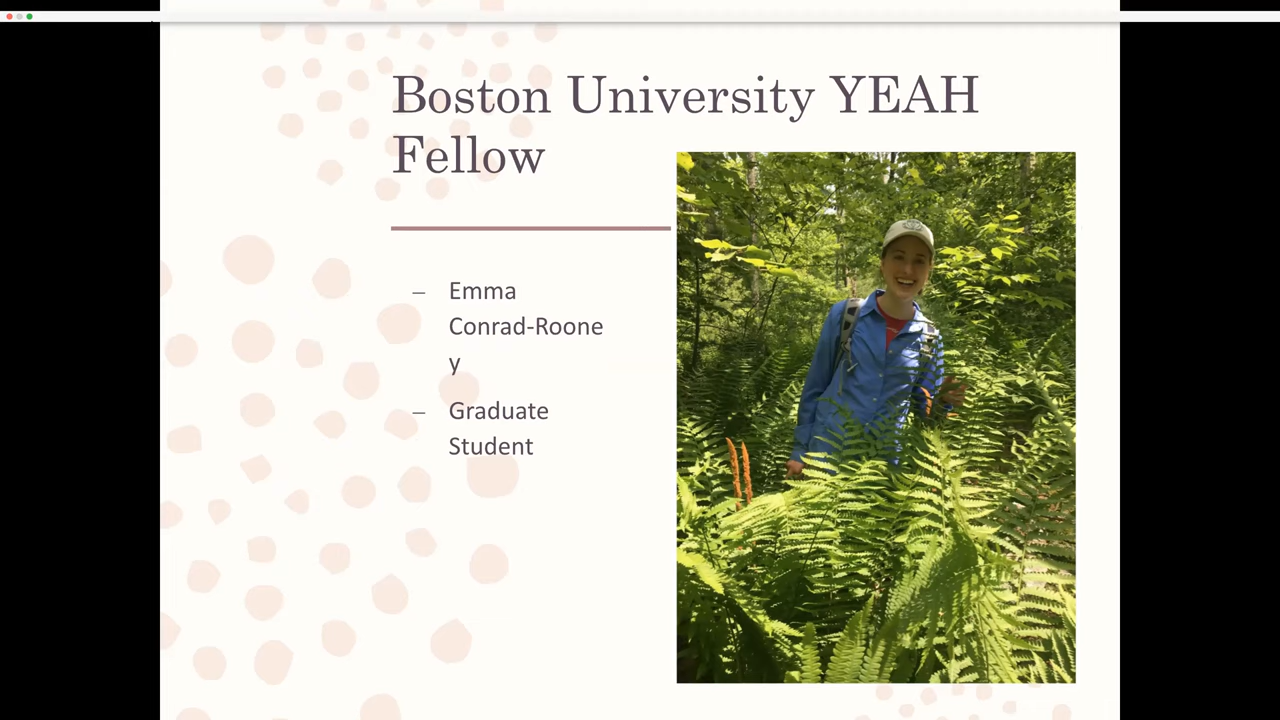 Boston University YEAH
Fellow
– Emma
Conrad-Roone
y
– Graduate
Student